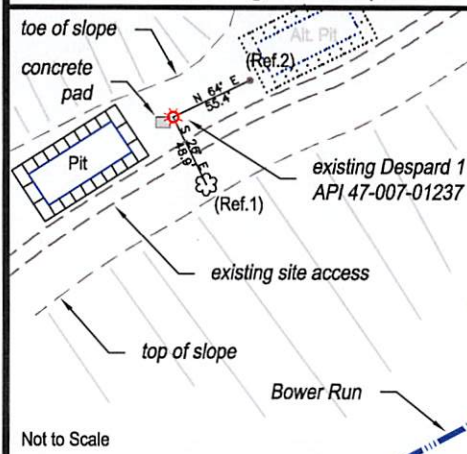 toe of slope
Alt. Pit
concrete
pad
(Ref.2)
N 64° E
55.4'
Pit
S 26° E
48.9'
existing Despard 1
API 47-007-01237
(Ref.1)
existing site access
top of slope
Bower Run
Not to Scale